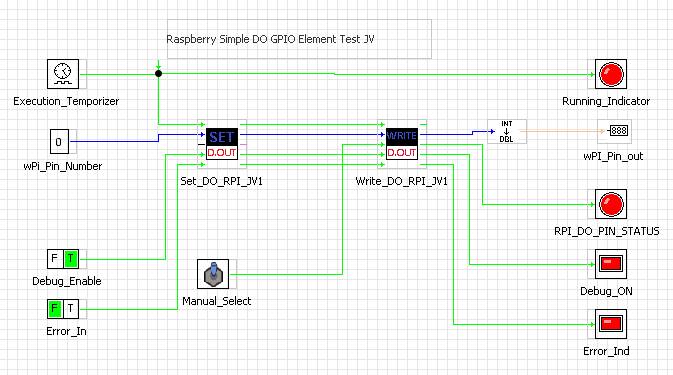 Raspberry Simple DO GPIO Element Test JV
Execution_Temporizer
Running_Indicator
0
wPi_Pin_Number
SET
D.OUT
Set_DO_RPI_JV1
WRITE
D.OUT
Write_DO_RPI_JV1
INT
DBL
888
wPI_Pin_out
RPI_DO_PIN_STATUS
F T
Debug_Enable
Manual_Select
Debug_ON
F T
Error_In
Error_Ind